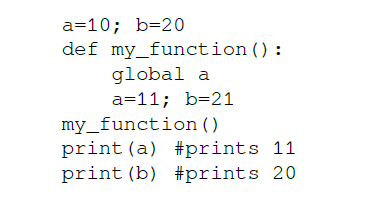 a=10; b=20
def my_function():
    global a
    a=11; b=21
my_function()
print(a) #prints 11
print(b) #prints 20